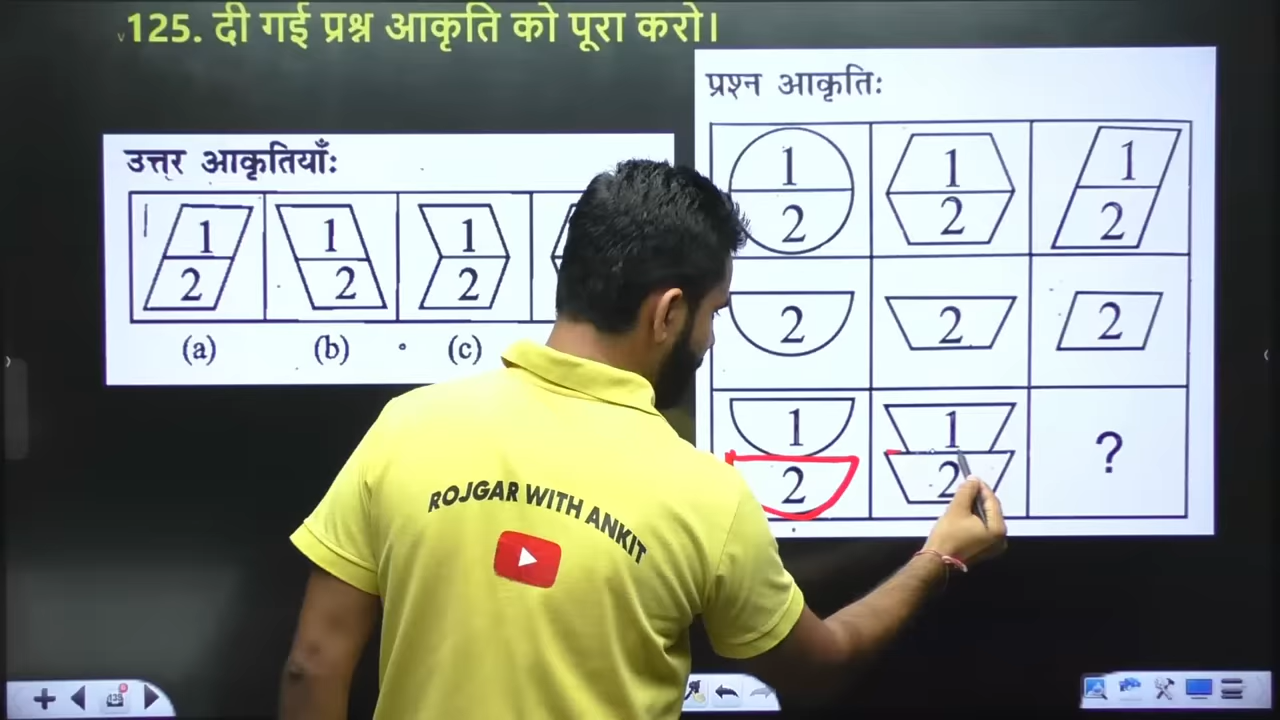 125. दी गई प्रश्न आकृति को पूरा करो।
प्रश्न आकृति:
उत्तर आकृतियाँ:
1 1 1
2 2 2
2 2 2
1 1 ?
2 2
1 1 1
2 2 2
(a) (b) (c)
ROJGAR WITH ANKIT